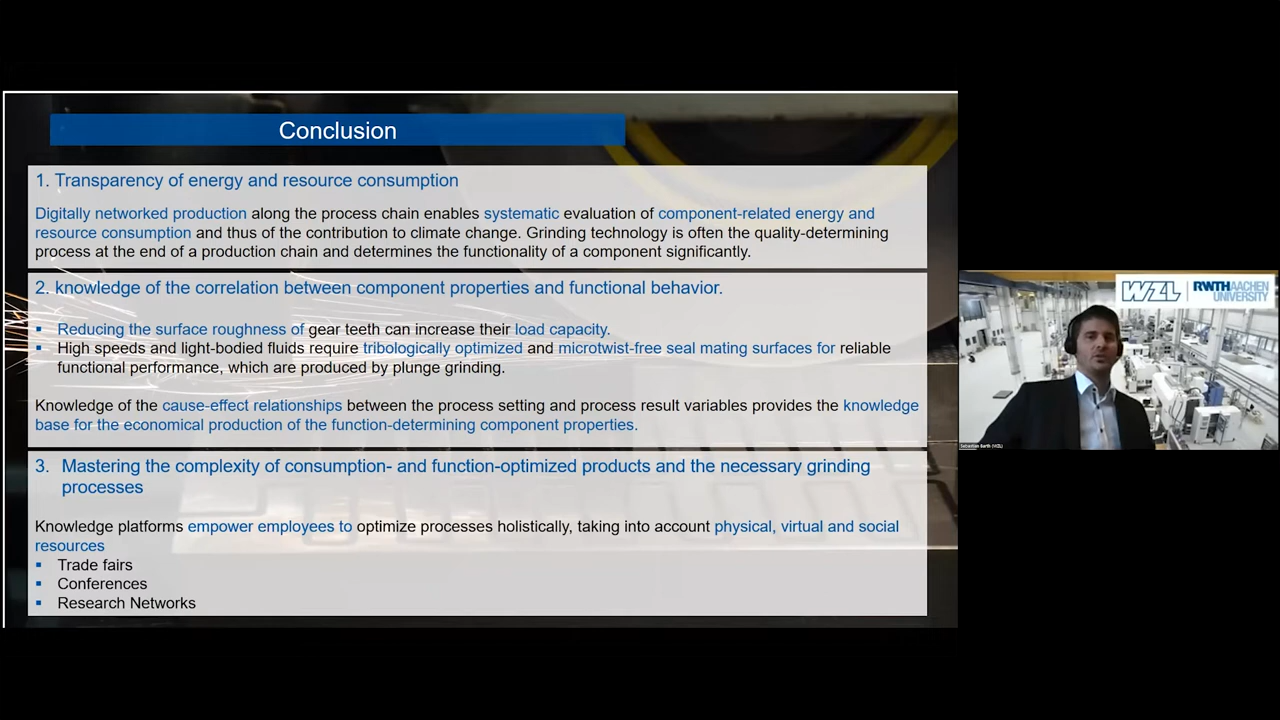 Conclusion
1. Transparency of energy and resource consumption
Digitally networked production along the process chain enables systematic evaluation of component-related energy and
resource consumption and thus of the contribution to climate change. Grinding technology is often the quality-determining
process at the end of a production chain and determines the functionality of a component significantly.
2. knowledge of the correlation between component properties and functional behavior.
▪ Reducing the surface roughness of gear teeth can increase their load capacity.
▪ High speeds and light-bodied fluids require tribologically optimized and microtwist-free seal mating surfaces for reliable
functional performance, which are produced by plunge grinding.
Knowledge of the cause-effect relationships between the process setting and process result variables provides the knowledge
base for the economical production of the function-determining component properties.
3. Mastering the complexity of consumption- and function-optimized products and the necessary grinding
processes
Knowledge platforms empower employees to optimize processes holistically, taking into account physical, virtual and social
resources
▪ Trade fairs
▪ Conferences
▪ Research Networks
WZL | RWTH AACHEN
UNIVERSITY
Sebastian Barth (WZL)